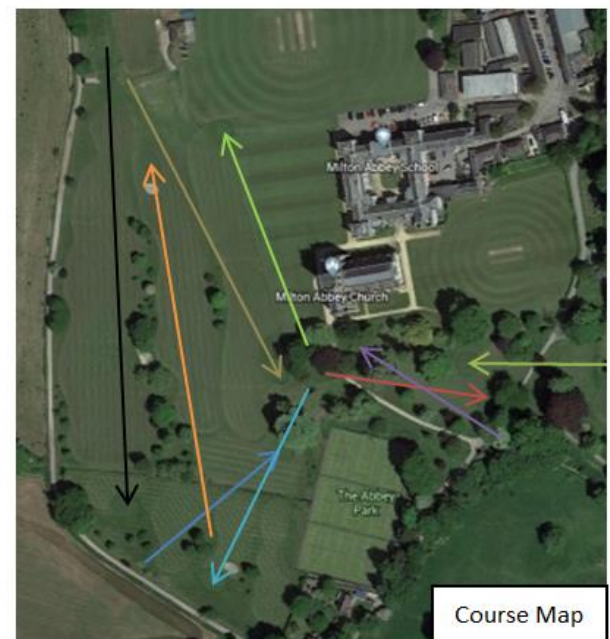 Milton Abbey School
Milton Abbey Church
The Abbey
Park
Course Map